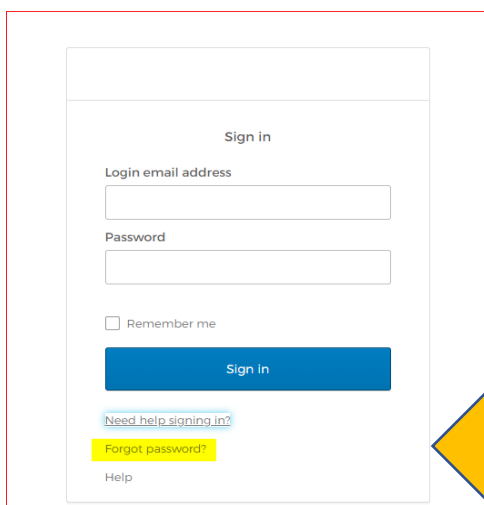 Sign in
Login email address
Password
Remember me
Sign in
Need help signing in?
Forgot password?
Help